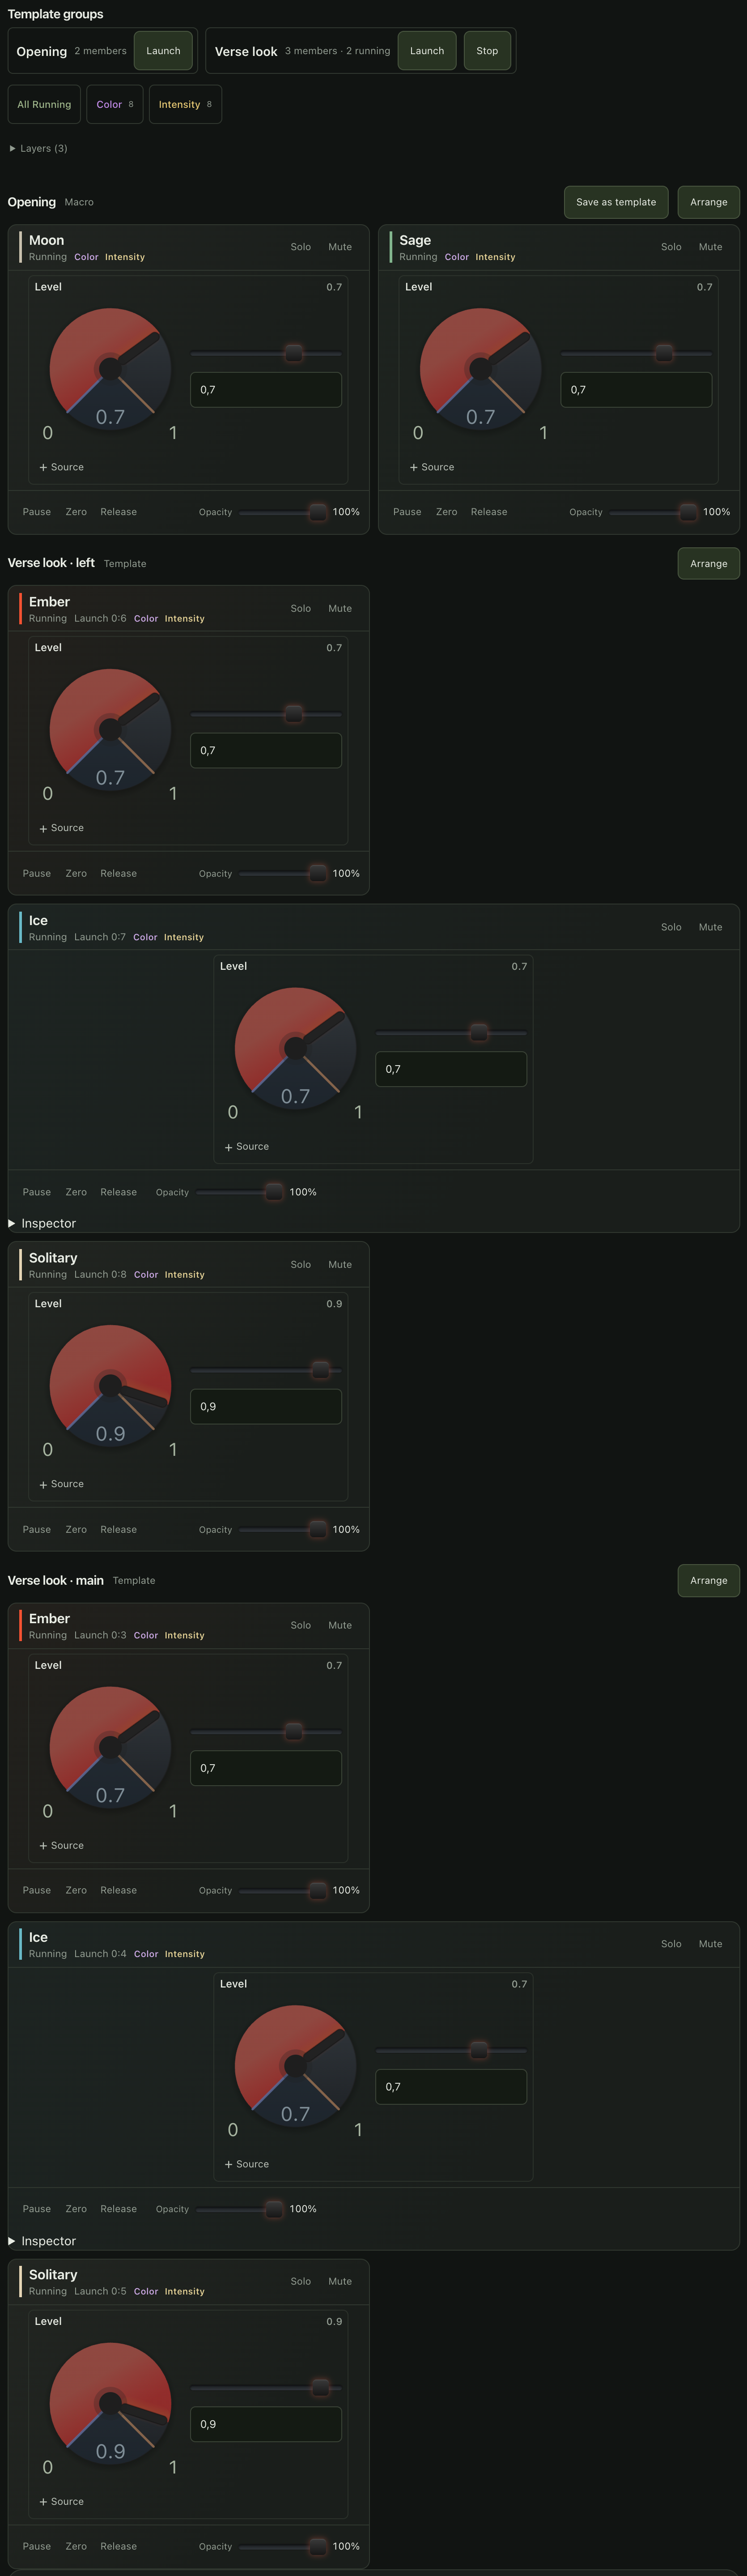 Template groups
Opening 2 members Launch
Verse look 3 members · 2 running Launch Stop
All Running Color 8 Intensity 8
▶ Layers (3)
Opening Macro Save as template Arrange
Moon Solo Mute
Running Color Intensity
Level 0.7
0,7
0.7
0 1
+ Source
Pause Zero Release Opacity 100%
Sage Solo Mute
Running Color Intensity
Level 0.7
0,7
0.7
0 1
+ Source
Pause Zero Release Opacity 100%
Verse look · left Template Arrange
Ember Solo Mute
Running Launch 0:6 Color Intensity
Level 0.7
0,7
0.7
0 1
+ Source
Pause Zero Release Opacity 100%
Ice Solo Mute
Running Launch 0:7 Color Intensity
Level 0.7
0,7
0.7
0 1
+ Source
Pause Zero Release Opacity 100%
▶ Inspector
Solitary Solo Mute
Running Launch 0:8 Color Intensity
Level 0.9
0,9
0.9
0 1
+ Source
Pause Zero Release Opacity 100%
Verse look · main Template Arrange
Ember Solo Mute
Running Launch 0:3 Color Intensity
Level 0.7
0,7
0.7
0 1
+ Source
Pause Zero Release Opacity 100%
Ice Solo Mute
Running Launch 0:4 Color Intensity
Level 0.7
0,7
0.7
0 1
+ Source
Pause Zero Release Opacity 100%
▶ Inspector
Solitary Solo Mute
Running Launch 0:5 Color Intensity
Level 0.9
0,9
0.9
0 1
+ Source
Pause Zero Release Opacity 100%